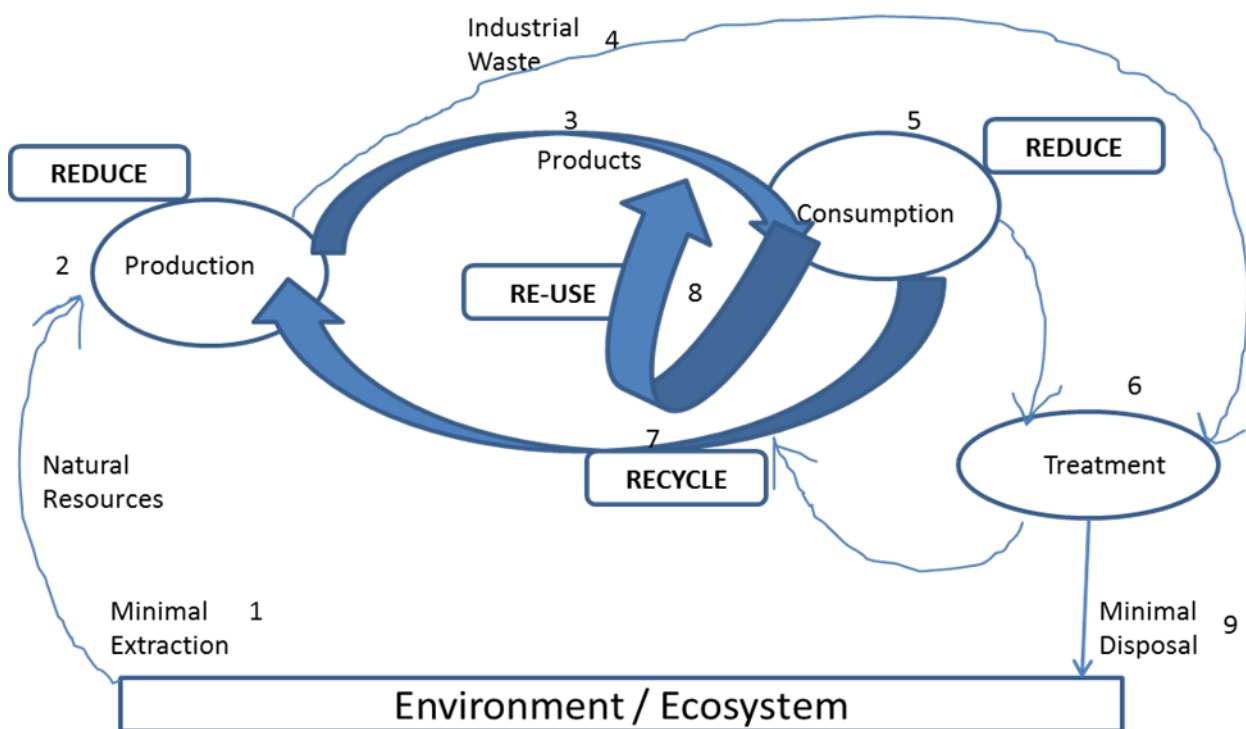 Industrial
Waste
4
3
Products
5
REDUCE
REDUCE
2
Production
Consumption
RE-USE
8
6
7
RECYCLE
Treatment
Natural
Resources
Minimal
Extraction
1
Minimal
Disposal
9
Environment / Ecosystem